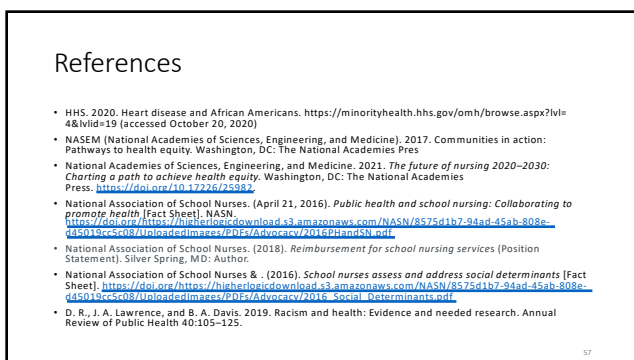 References
• HHS. 2020. Heart disease and African Americans. https://minorityhealth.hhs.gov/omh/browse.aspx?lvl=
4&lvlid=19 (accessed October 20, 2020)
• NASEM (National Academies of Sciences, Engineering, and Medicine). 2017. Communities in action:
Pathways to health equity. Washington, DC: The National Academies Pres
• National Academies of Sciences, Engineering, and Medicine. 2021. The future of nursing 2020–2030:
Charting a path to achieve health equity. Washington, DC: The National Academies
Press. https://doi.org/10.17226/25982.
• National Association of School Nurses. (April 21, 2016). Public health and school nursing: Collaborating to
promote health [Fact Sheet]. NASN.
https://doi.org/https://higherlogicdownload.s3.amazonaws.com/NASN/8575d1b7-94ad-45ab-808e-
d45019cc5c08/UploadedImages/PDFs/Advocacy/2016PHandSN.pdf
• National Association of School Nurses. (2018). Reimbursement for school nursing services (Position
Statement). Silver Spring, MD: Author.
• National Association of School Nurses & . (2016). School nurses assess and address social determinants [Fact
Sheet]. https://doi.org/https://higherlogicdownload.s3.amazonaws.com/NASN/8575d1b7-94ad-45ab-808e-
d45019cc5c08/UploadedImages/PDFs/Advocacy/2016_Social_Determinants.pdf
• D. R., J. A. Lawrence, and B. A. Davis. 2019. Racism and health: Evidence and needed research. Annual
Review of Public Health 40:105–125.
57